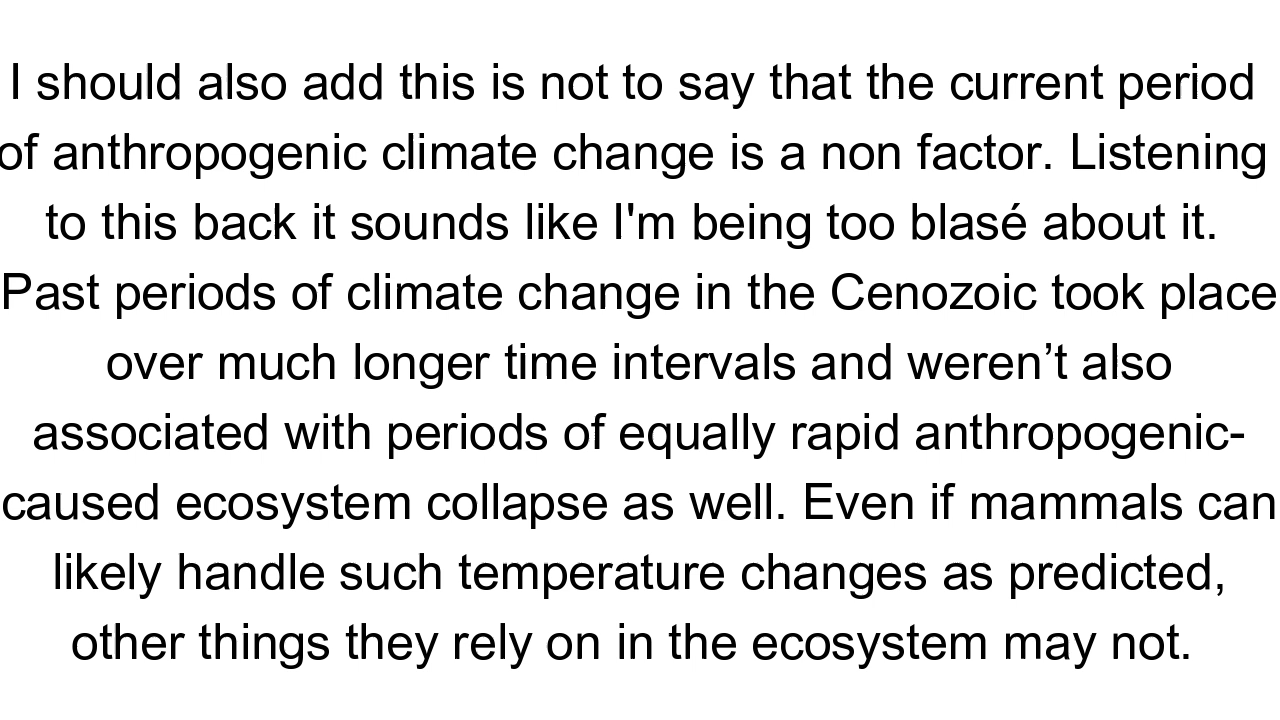 I should also add this is not to say that the current period
of anthropogenic climate change is a non factor. Listening
to this back it sounds like I'm being too blasé about it.
Past periods of climate change in the Cenozoic took place
over much longer time intervals and weren’t also
associated with periods of equally rapid anthropogenic-
caused ecosystem collapse as well. Even if mammals can
likely handle such temperature changes as predicted,
other things they rely on in the ecosystem may not.